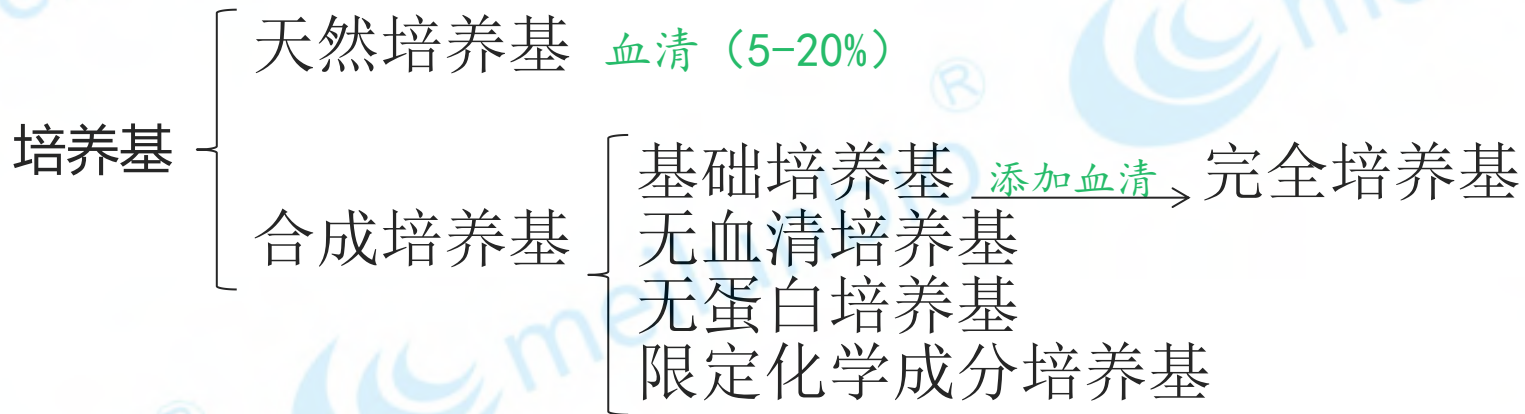 天然培养基 血清（5-20%）
培养基
基础培养基 添加血清 完全培养基
合成培养基
无血清培养基
无蛋白培养基
限定化学成分培养基
meilunbio
®